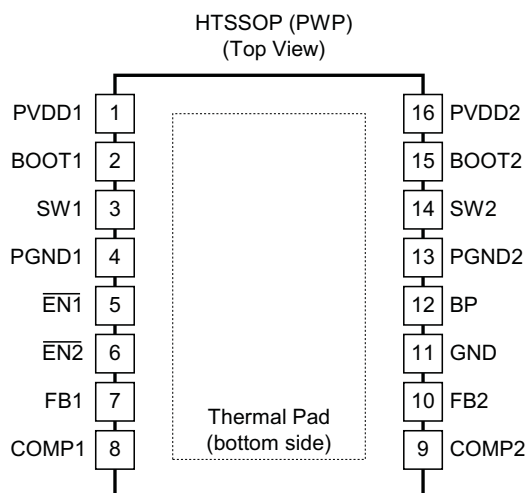 HTSSOP (PWP)
(Top View)
PVDD1 1 16 PVDD2
BOOT1 2 15 BOOT2
SW1 3 14 SW2
PGND1 4 13 PGND2
E̅N̅1̅ 5 12 BP
E̅N̅2̅ 6 11 GND
FB1 7 10 FB2
Thermal Pad
(bottom side)
COMP1 8 9 COMP2